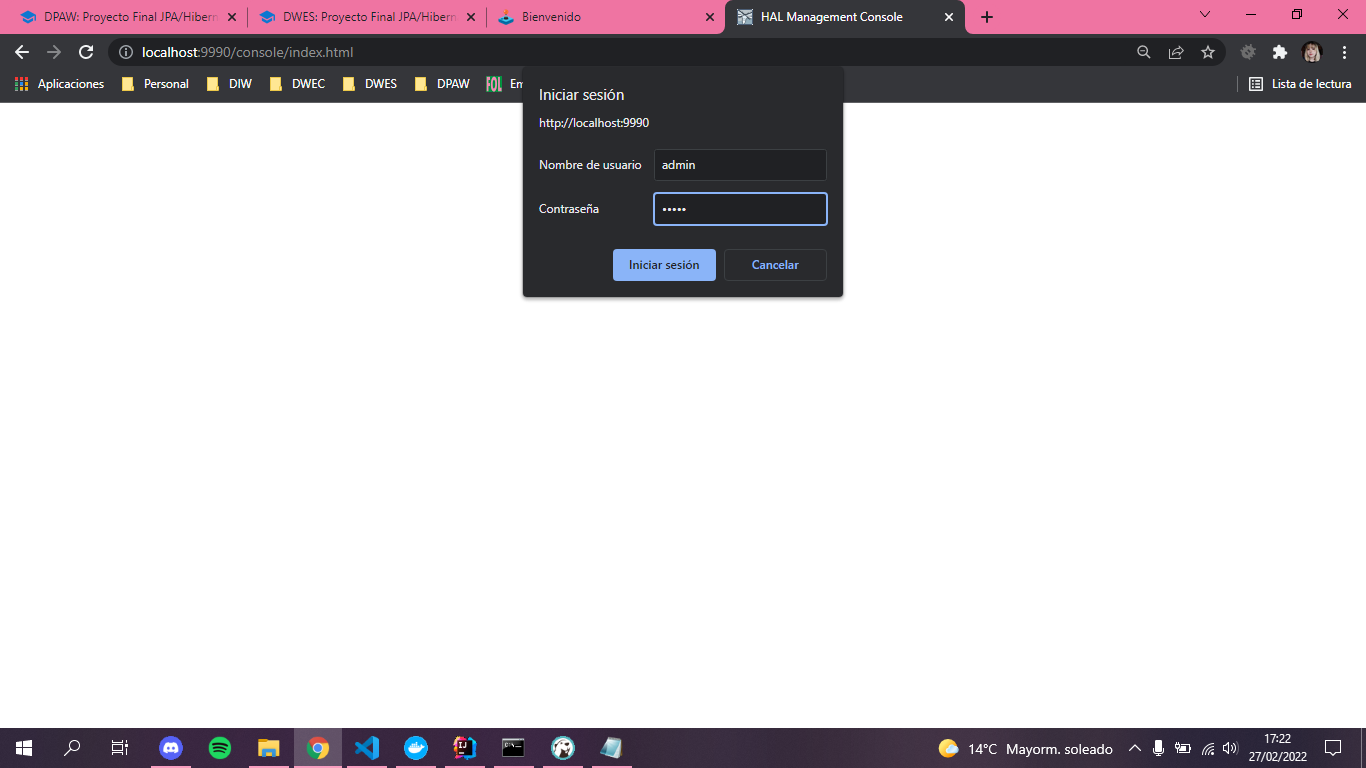 DPAW: Proyecto Final JPA/Hibern
DWES: Proyecto Final JPA/Hibern
Bienvenido
HAL Management Console
localhost:9990/console/index.html
Aplicaciones
Personal
DIW
DWEC
DWES
DPAW
FOL
Em
Lista de lectura
Iniciar sesión
http://localhost:9990
Nombre de usuario
admin
Contraseña
•••••
Iniciar sesión
Cancelar
14°C Mayorm. soleado
17:22
27/02/2022